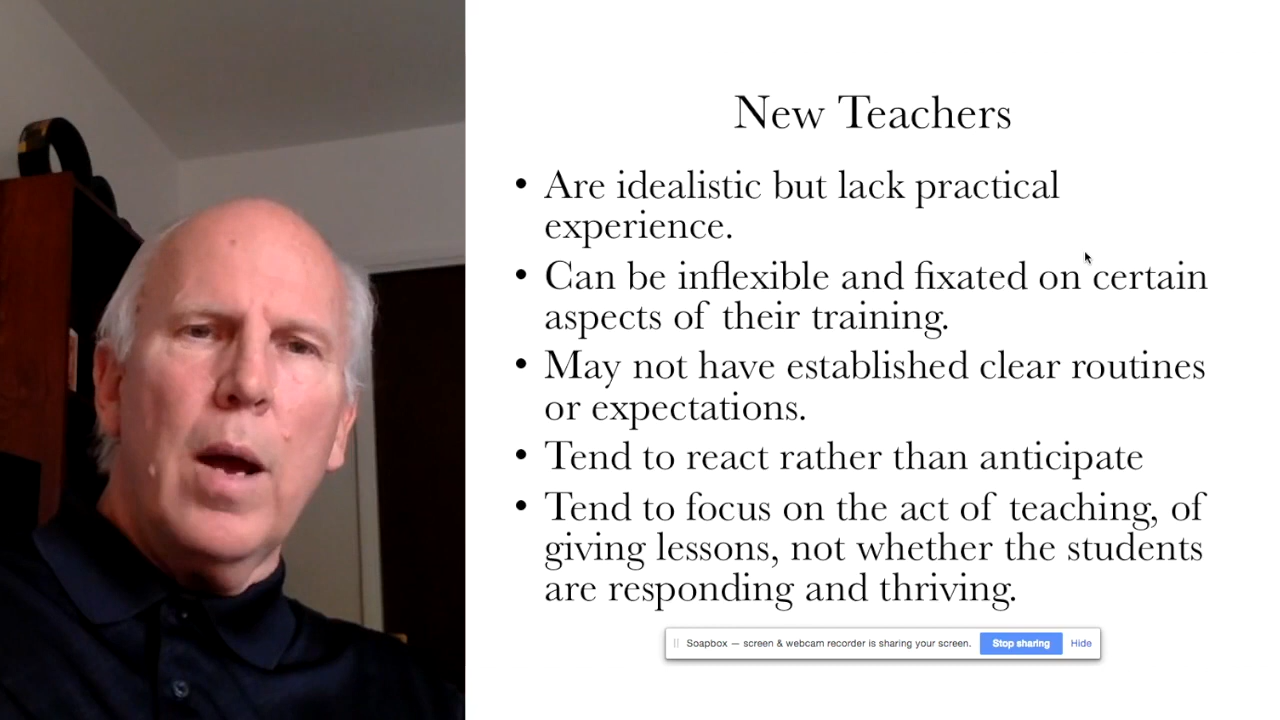 New Teachers
• Are idealistic but lack practical
experience.
• Can be inflexible and fixated on certain
aspects of their training.
• May not have established clear routines
or expectations.
• Tend to react rather than anticipate
• Tend to focus on the act of teaching, of
giving lessons, not whether the students
are responding and thriving.
Soapbox — screen & webcam recorder is sharing your screen. Stop sharing Hide